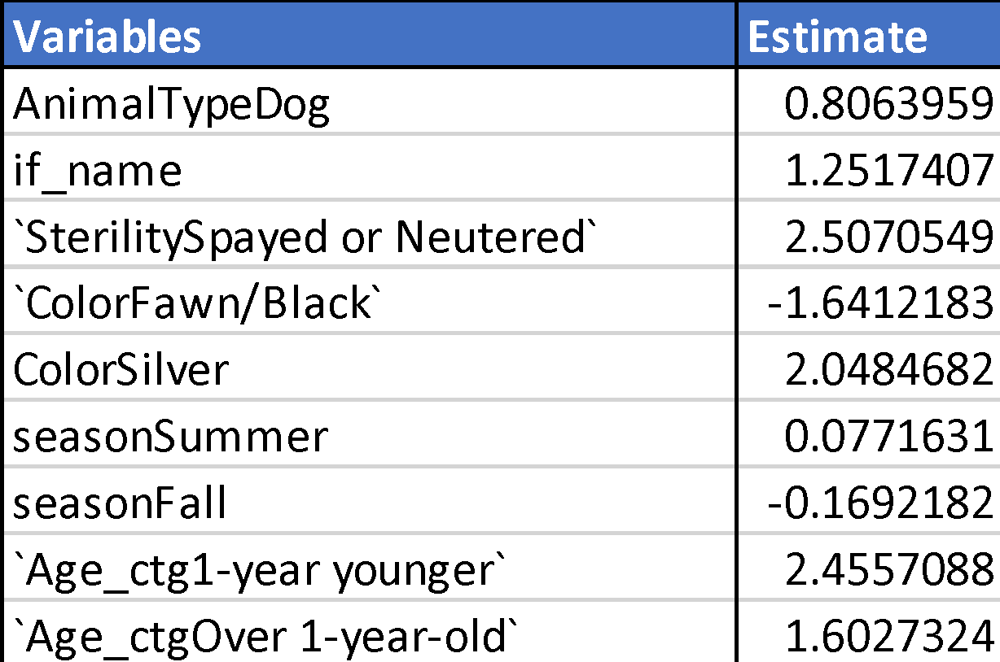 Variables Estimate
AnimalTypeDog 0.8063959
if_name 1.2517407
`SterilitySpayed or Neutered` 2.5070549
`ColorFawn/Black` -1.6412183
ColorSilver 2.0484682
seasonSummer 0.0771631
seasonFall -0.1692182
`Age_ctg1-year younger` 2.4557088
`Age_ctgOver 1-year-old` 1.6027324